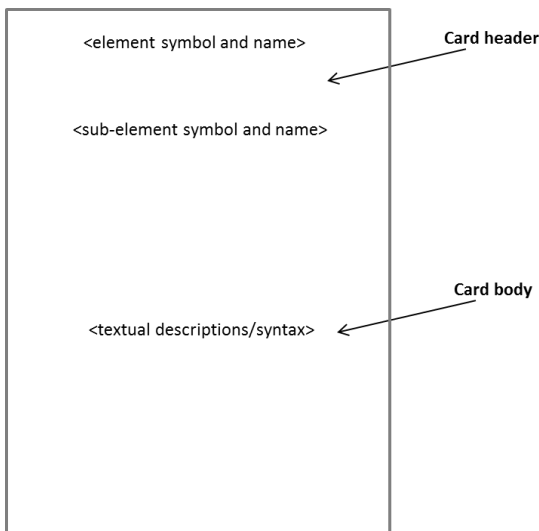 <element symbol and name>
Card header
<sub-element symbol and name>
Card body
<textual descriptions/syntax>